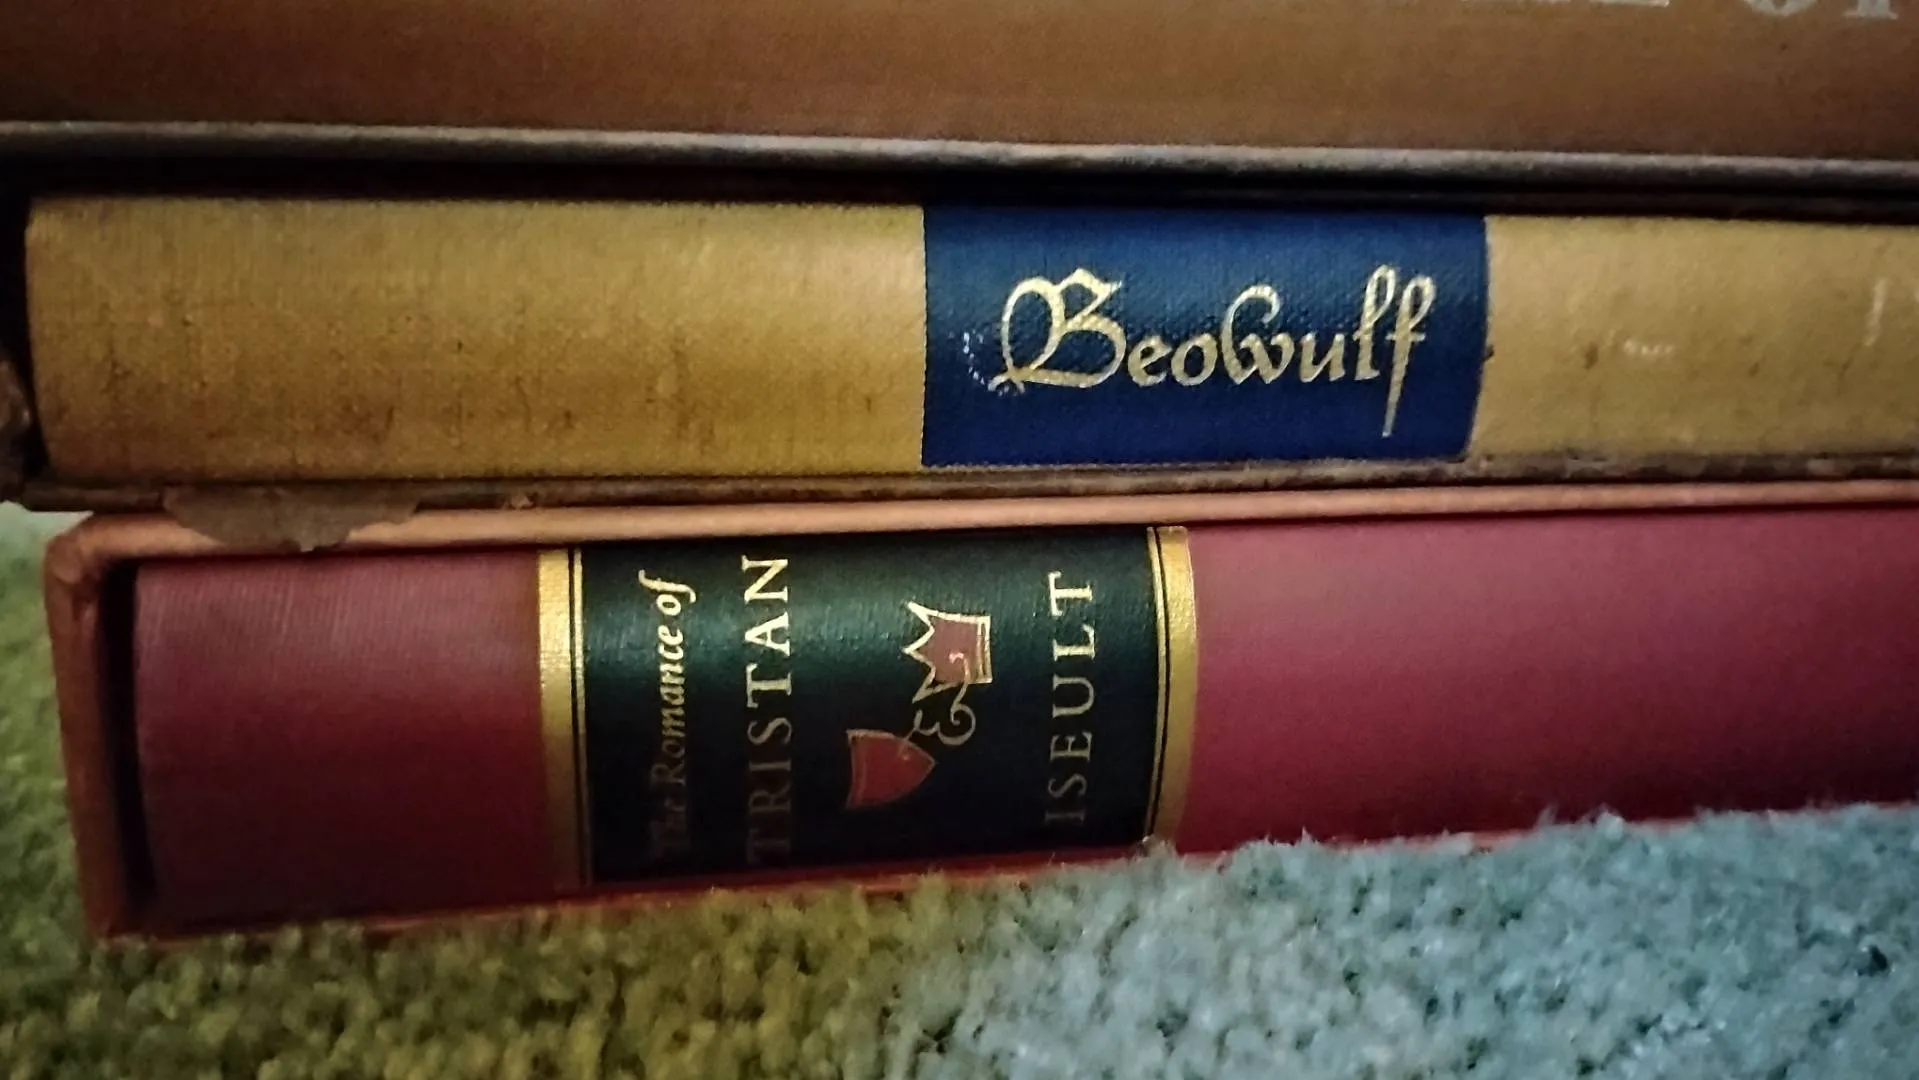 Beowulf
The Romance of
TRISTAN
&
ISEULT